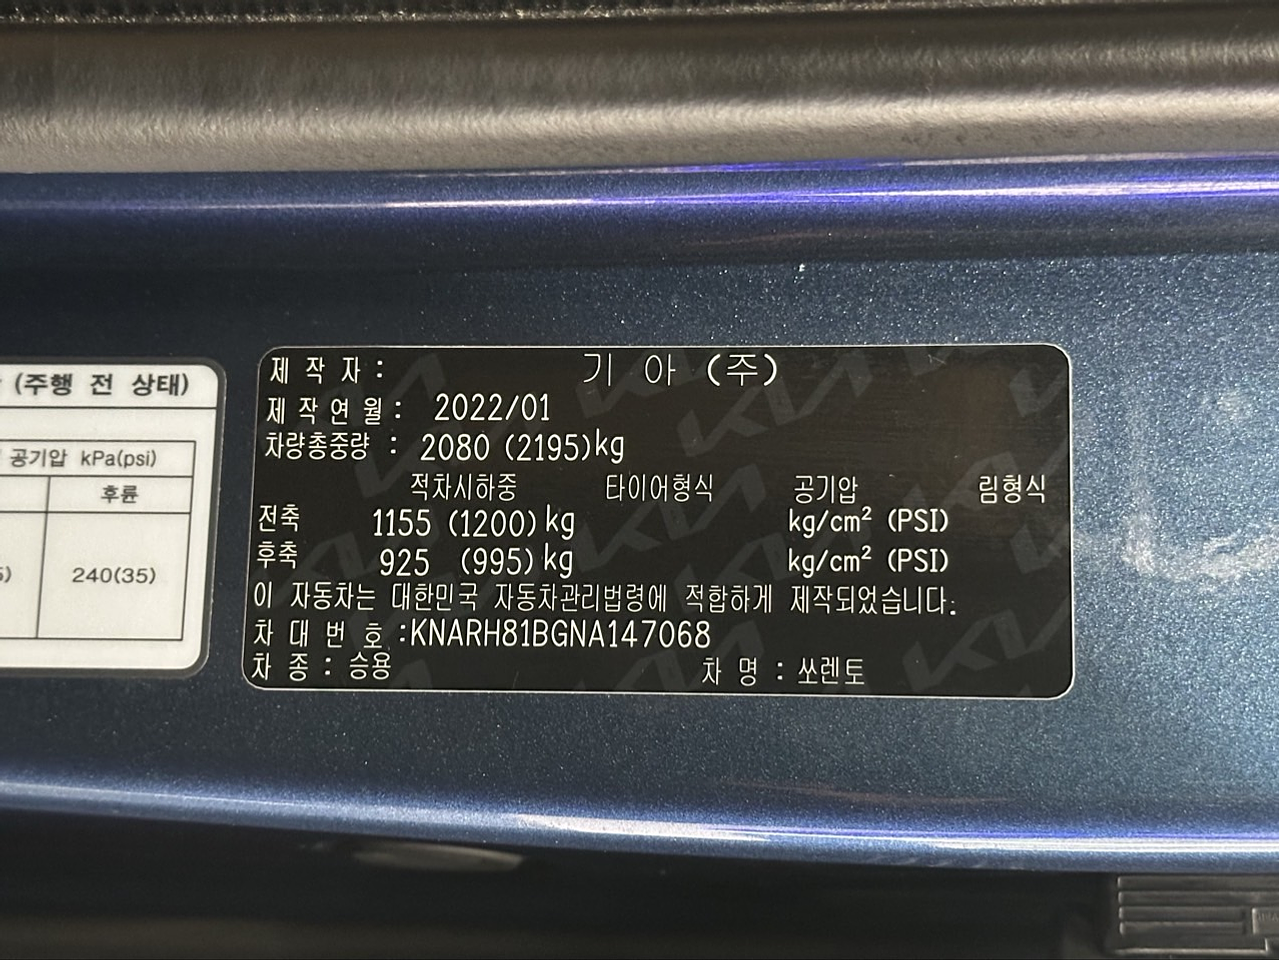 (주행 전 상태)
공기압 kPa(psi)
후륜
5)
240(35)
제 작 자 : 기 아 (주)
제 작 연 월 : 2022/01
차량총중량 : 2080 (2195)kg
적차시하중 타이어형식 공기압 림형식
전축 1155 (1200) kg kg/cm² (PSI)
후축 925 (995) kg kg/cm² (PSI)
이 자동차는 대한민국 자동차관리법령에 적합하게 제작되었습니다.
차 대 번 호 :KNARH81BGNA147068
차 종 : 승용 차 명 : 쏘렌토